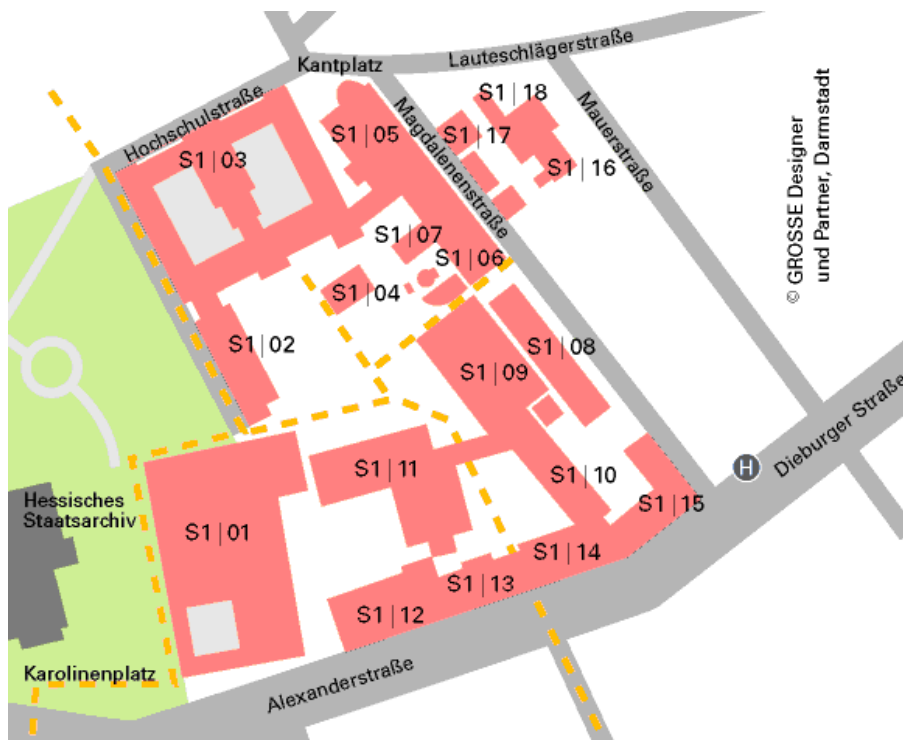 Lauteschlägerstraße
Kantplatz
Hochschulstraße
S1|18
S1|05
S1|17
Magdalenenstraße
Mauerstraße
S1|03
S1|16
© GROSSE Designer
und Partner, Darmstadt
S1|07
S1|06
S1|04
S1|02
S1|08
S1|09
Dieburger Straße
H
S1|11
S1|10
Hessisches
Staatsarchiv
S1|15
S1|01
S1|14
S1|13
S1|12
Karolinenplatz
Alexanderstraße